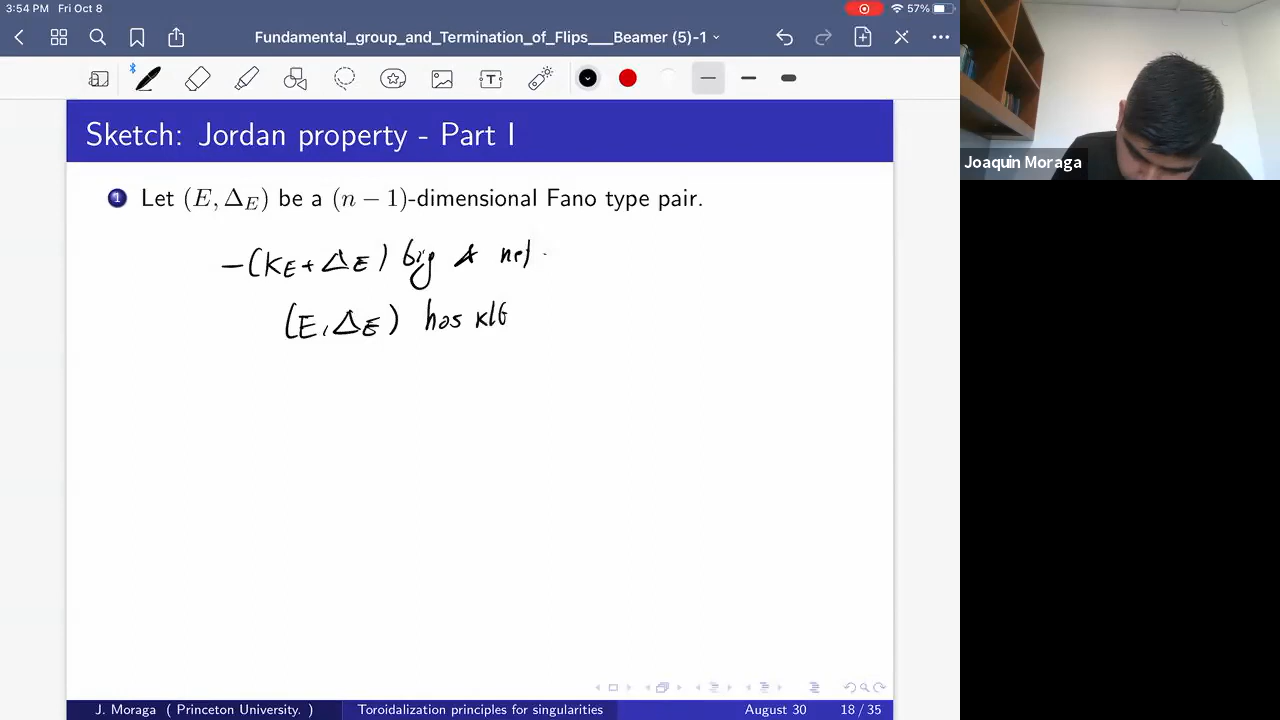 3:54 PM Fri Oct 8
57%
Fundamental_group_and_Termination_of_Flips___Beamer (5)-1
T
Sketch: Jordan property - Part I
Joaquin Moraga
1 Let (E, Δ_E) be a (n − 1)-dimensional Fano type pair.
−(K_E + Δ_E) big & nef.
(E, Δ_E) has klt
J. Moraga ( Princeton University. )
Toroidalization principles for singularities
August 30
18 / 35